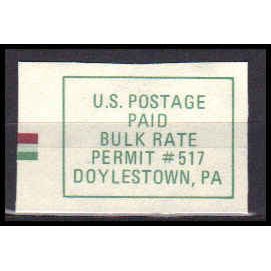 U.S. POSTAGE
PAID
BULK RATE
PERMIT #517
DOYLESTOWN, PA